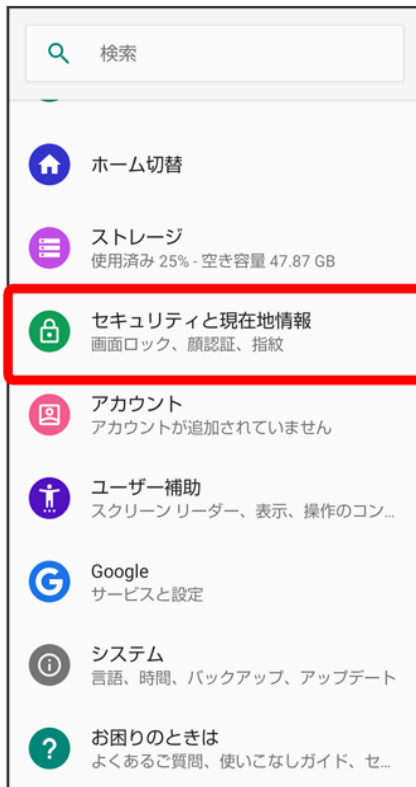 検索
ホーム切替
ストレージ
使用済み 25% - 空き容量 47.87 GB
セキュリティと現在地情報
画面ロック、顔認証、指紋
アカウント
アカウントが追加されていません
ユーザー補助
スクリーン リーダー、表示、操作のコン...
Google
サービスと設定
システム
言語、時間、バックアップ、アップデート
お困りのときは
よくあるご質問、使いこなしガイド、セ...